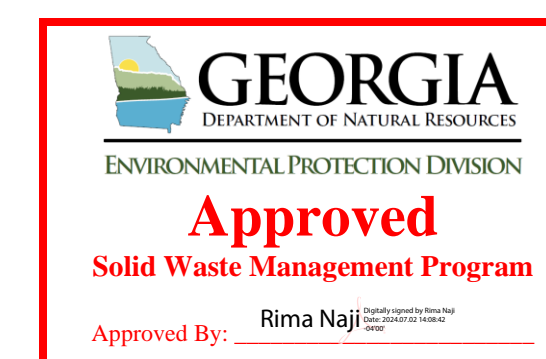 GEORGIA
DEPARTMENT OF NATURAL RESOURCES
ENVIRONMENTAL PROTECTION DIVISION
Approved
Solid Waste Management Program
Approved By: Rima Naji
Digitally signed by Rima Naji
Date: 2024.07.02 14:08:42
-04'00'